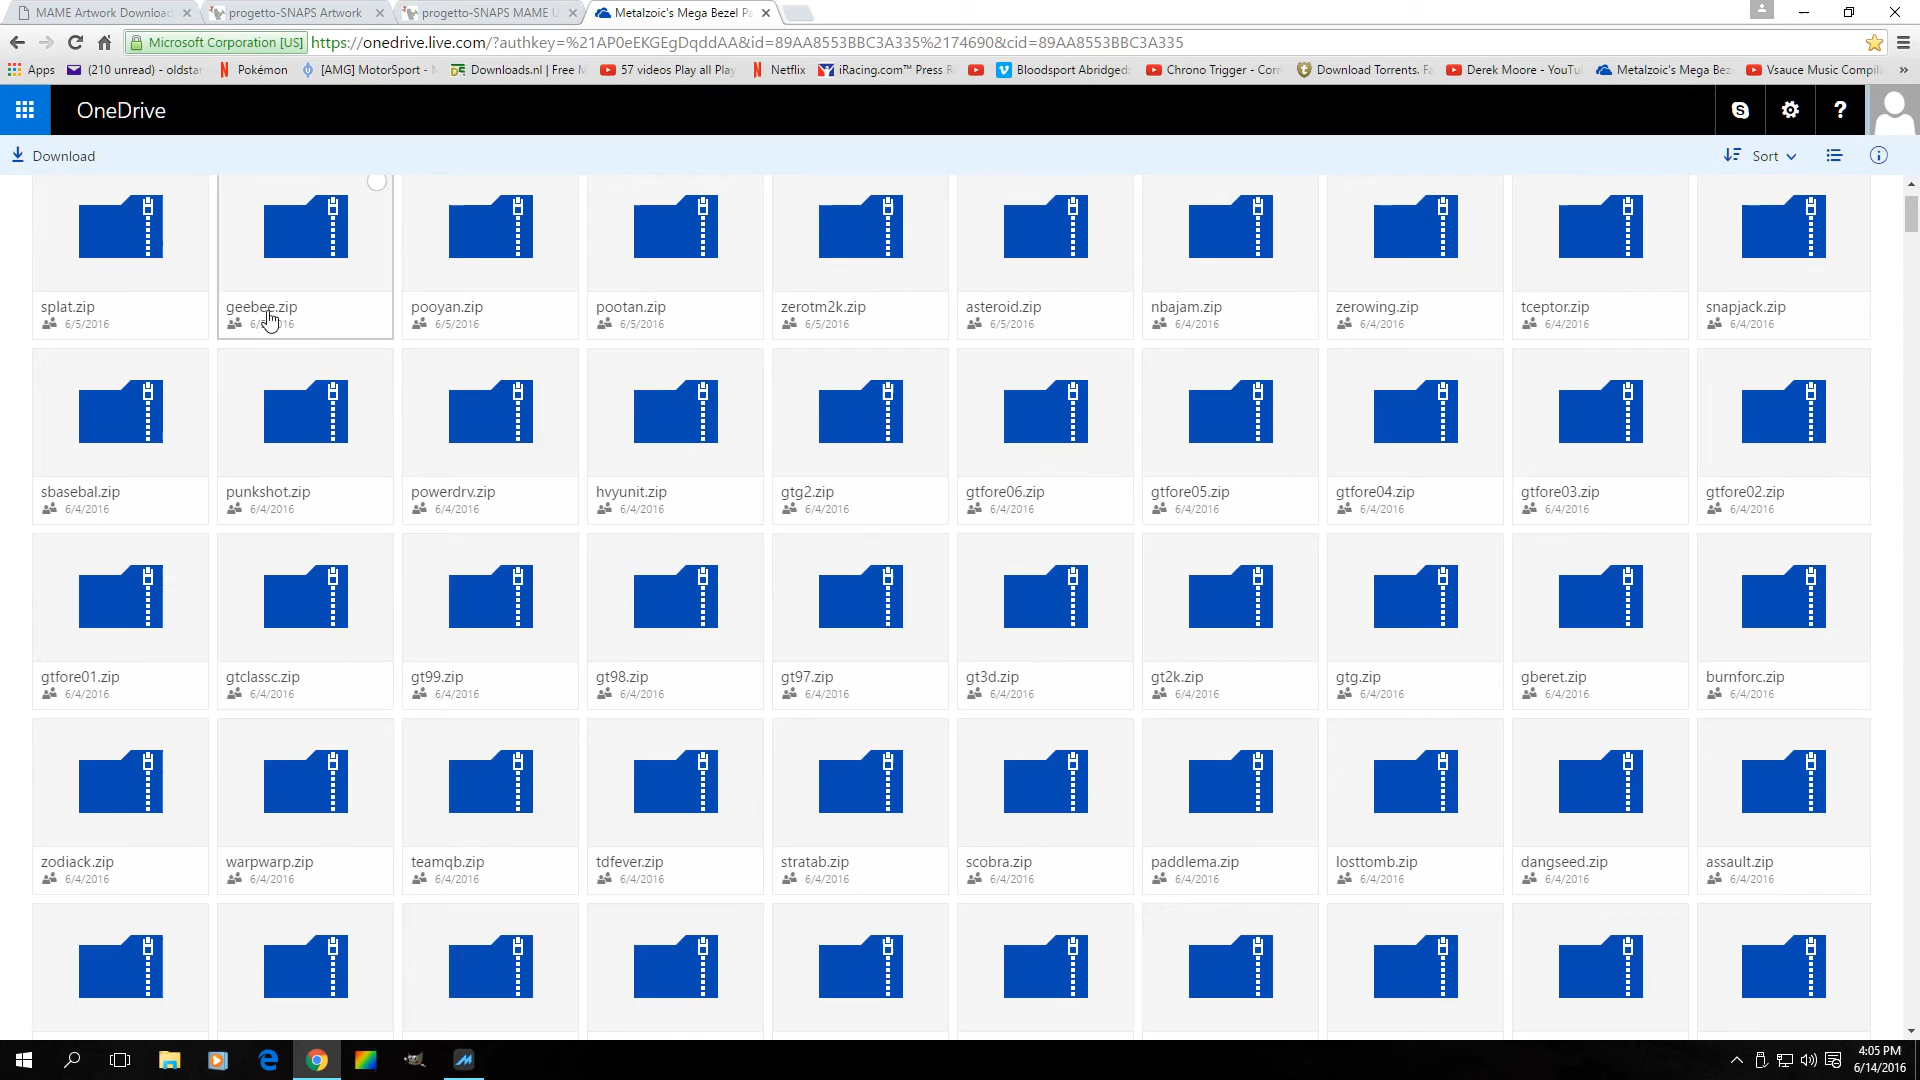 MAME Artwork Download
progetto-SNAPS Artwork
progetto-SNAPS MAME U
Metalzoic's Mega Bezel Pa
Microsoft Corporation [US]
https://onedrive.live.com/?authkey=%21AP0eEKGEgDqddAA&id=89AA8553BBC3A335%2174690&cid=89AA8553BBC3A335
Apps
(210 unread) - oldstar
Pokémon
[AMG] MotorSport -
Downloads.nl | Free M
57 videos Play all Play
Netflix
iRacing.com™ Press R
Bloodsport Abridged:
Chrono Trigger - Com
Download Torrents. Fa
Derek Moore - YouTu
Metalzoic's Mega Bez
Vsauce Music Compila
OneDrive
Download
Sort
splat.zip geebee.zip pooyan.zip pootan.zip zerotm2k.zip asteroid.zip nbajam.zip zerowing.zip tceptor.zip snapjack.zip
6/5/2016 6/5/2016 6/5/2016 6/5/2016 6/5/2016 6/4/2016 6/4/2016 6/4/2016 6/4/2016
sbasebal.zip punkshot.zip powerdrv.zip hvyunit.zip gtg2.zip gtfore06.zip gtfore05.zip gtfore04.zip gtfore03.zip gtfore02.zip
6/4/2016 6/4/2016 6/4/2016 6/4/2016 6/4/2016 6/4/2016 6/4/2016 6/4/2016 6/4/2016 6/4/2016
gtfore01.zip gtclassc.zip gt99.zip gt98.zip gt97.zip gt3d.zip gt2k.zip gtg.zip gberet.zip burnforc.zip
6/4/2016 6/4/2016 6/4/2016 6/4/2016 6/4/2016 6/4/2016 6/4/2016 6/4/2016 6/4/2016 6/4/2016
zodiack.zip warpwarp.zip teamqb.zip tdfever.zip stratab.zip scobra.zip paddlema.zip losttomb.zip dangseed.zip assault.zip
6/4/2016 6/4/2016 6/4/2016 6/4/2016 6/4/2016 6/4/2016 6/4/2016 6/4/2016 6/4/2016 6/4/2016
4:05 PM
6/14/2016